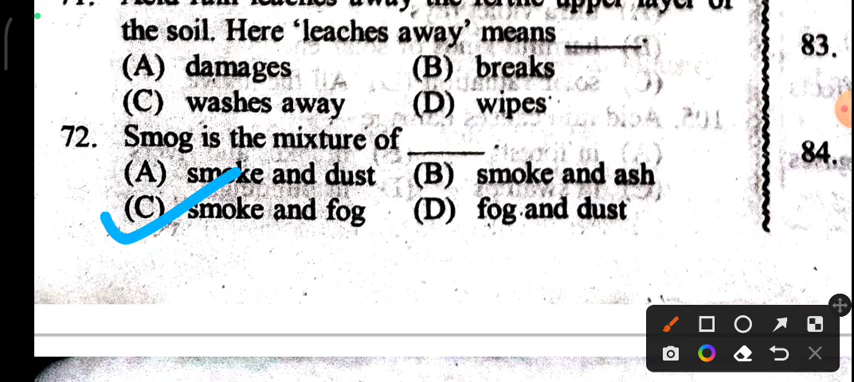 the soil. Here ‘leaches away’ means ______.
(A) damages (B) breaks
(C) washes away (D) wipes
72. Smog is the mixture of ______.
(A) smoke and dust (B) smoke and ash
(C) smoke and fog (D) fog and dust
83.
84.